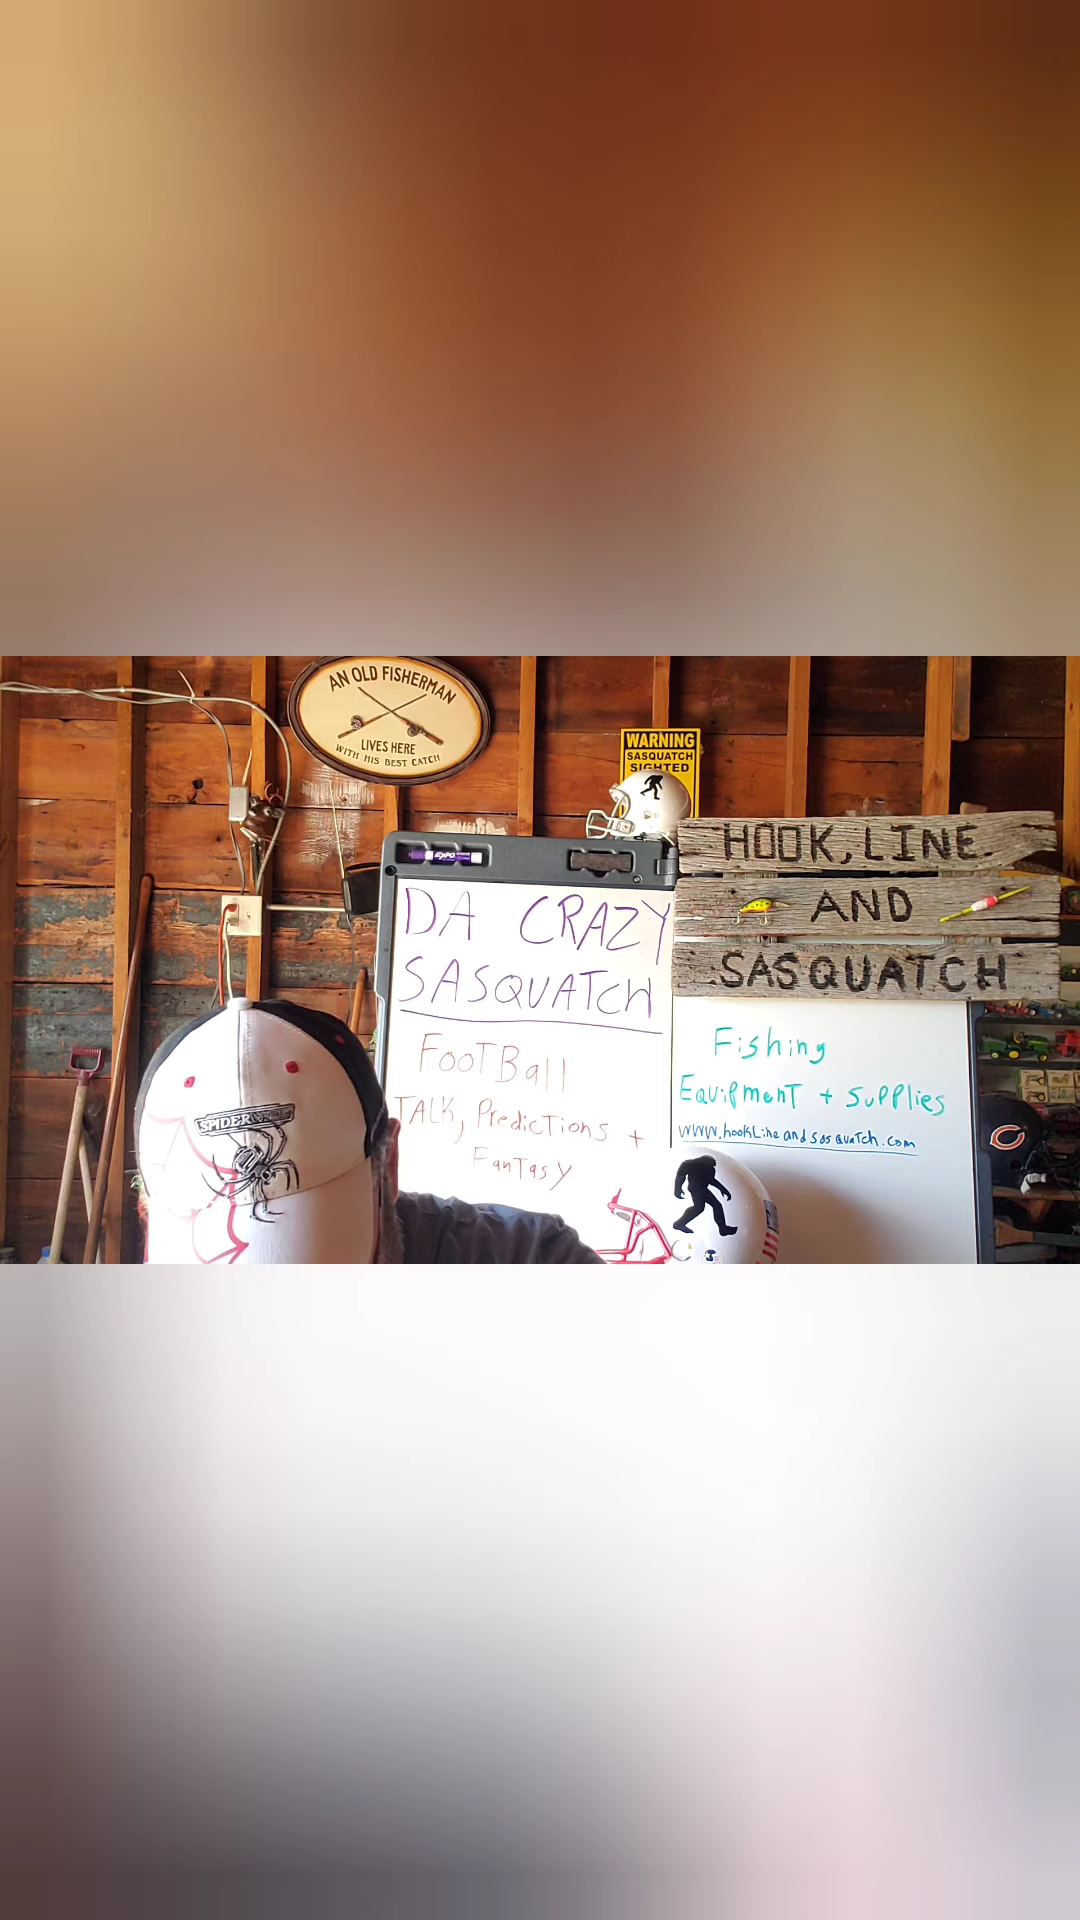 AN OLD FISHERMAN
LIVES HERE
WITH HIS BEST CATCH
WARNING
SASQUATCH
SIGHTED
EXPO
HOOK, LINE
AND
SASQUATCH
DA CRAZY
SASQUATCH
FOOTBall
TALK, PredicTions +
FanTasy
Fishing
EquipmenT + SuPPlies
www.hookLineandsasquatch.com
SPIDERWIRE